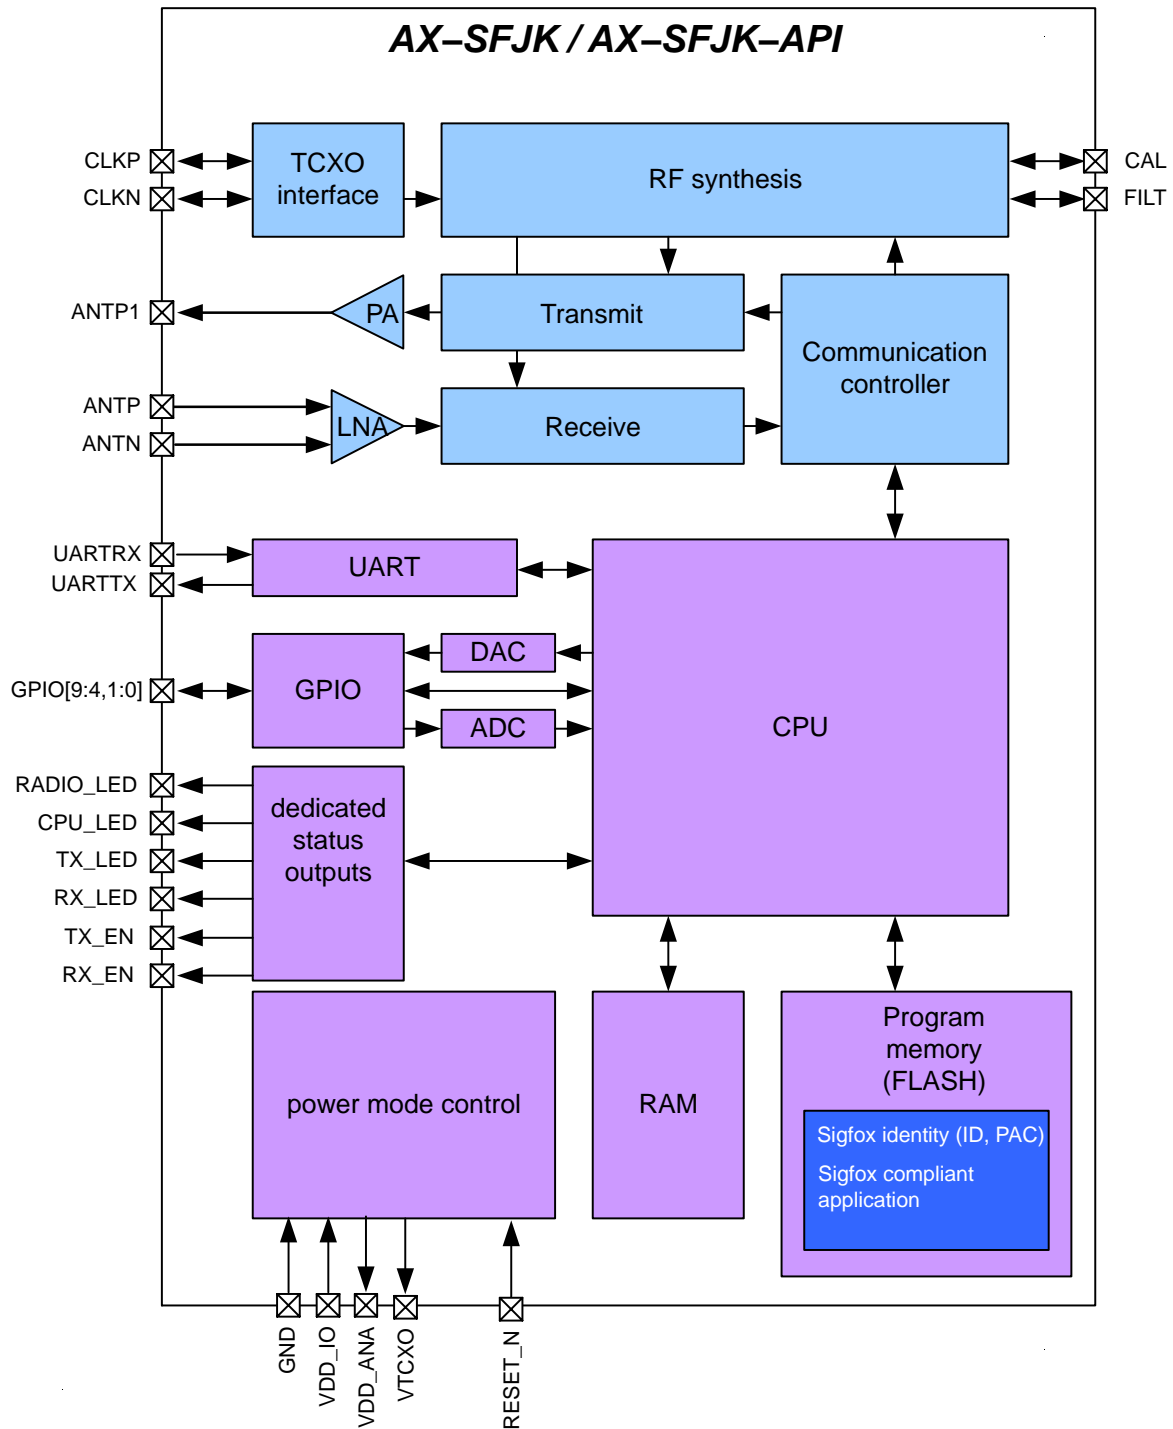 AX–SFJK / AX–SFJK–API
CLKP
CLKN
TCXO
interface
RF synthesis
CAL
FILT
ANTP1
PA
Transmit
Communication
controller
ANTP
ANTN
LNA
Receive
UARTRX
UARTTX
UART
CPU
DAC
GPIO[9:4,1:0]
GPIO
ADC
RADIO_LED
CPU_LED
TX_LED
RX_LED
TX_EN
RX_EN
dedicated
status
outputs
power mode control
RAM
Program
memory
(FLASH)
Sigfox identity (ID, PAC)
Sigfox compliant
application
GND
VDD_IO
VDD_ANA
VTCXO
RESET_N